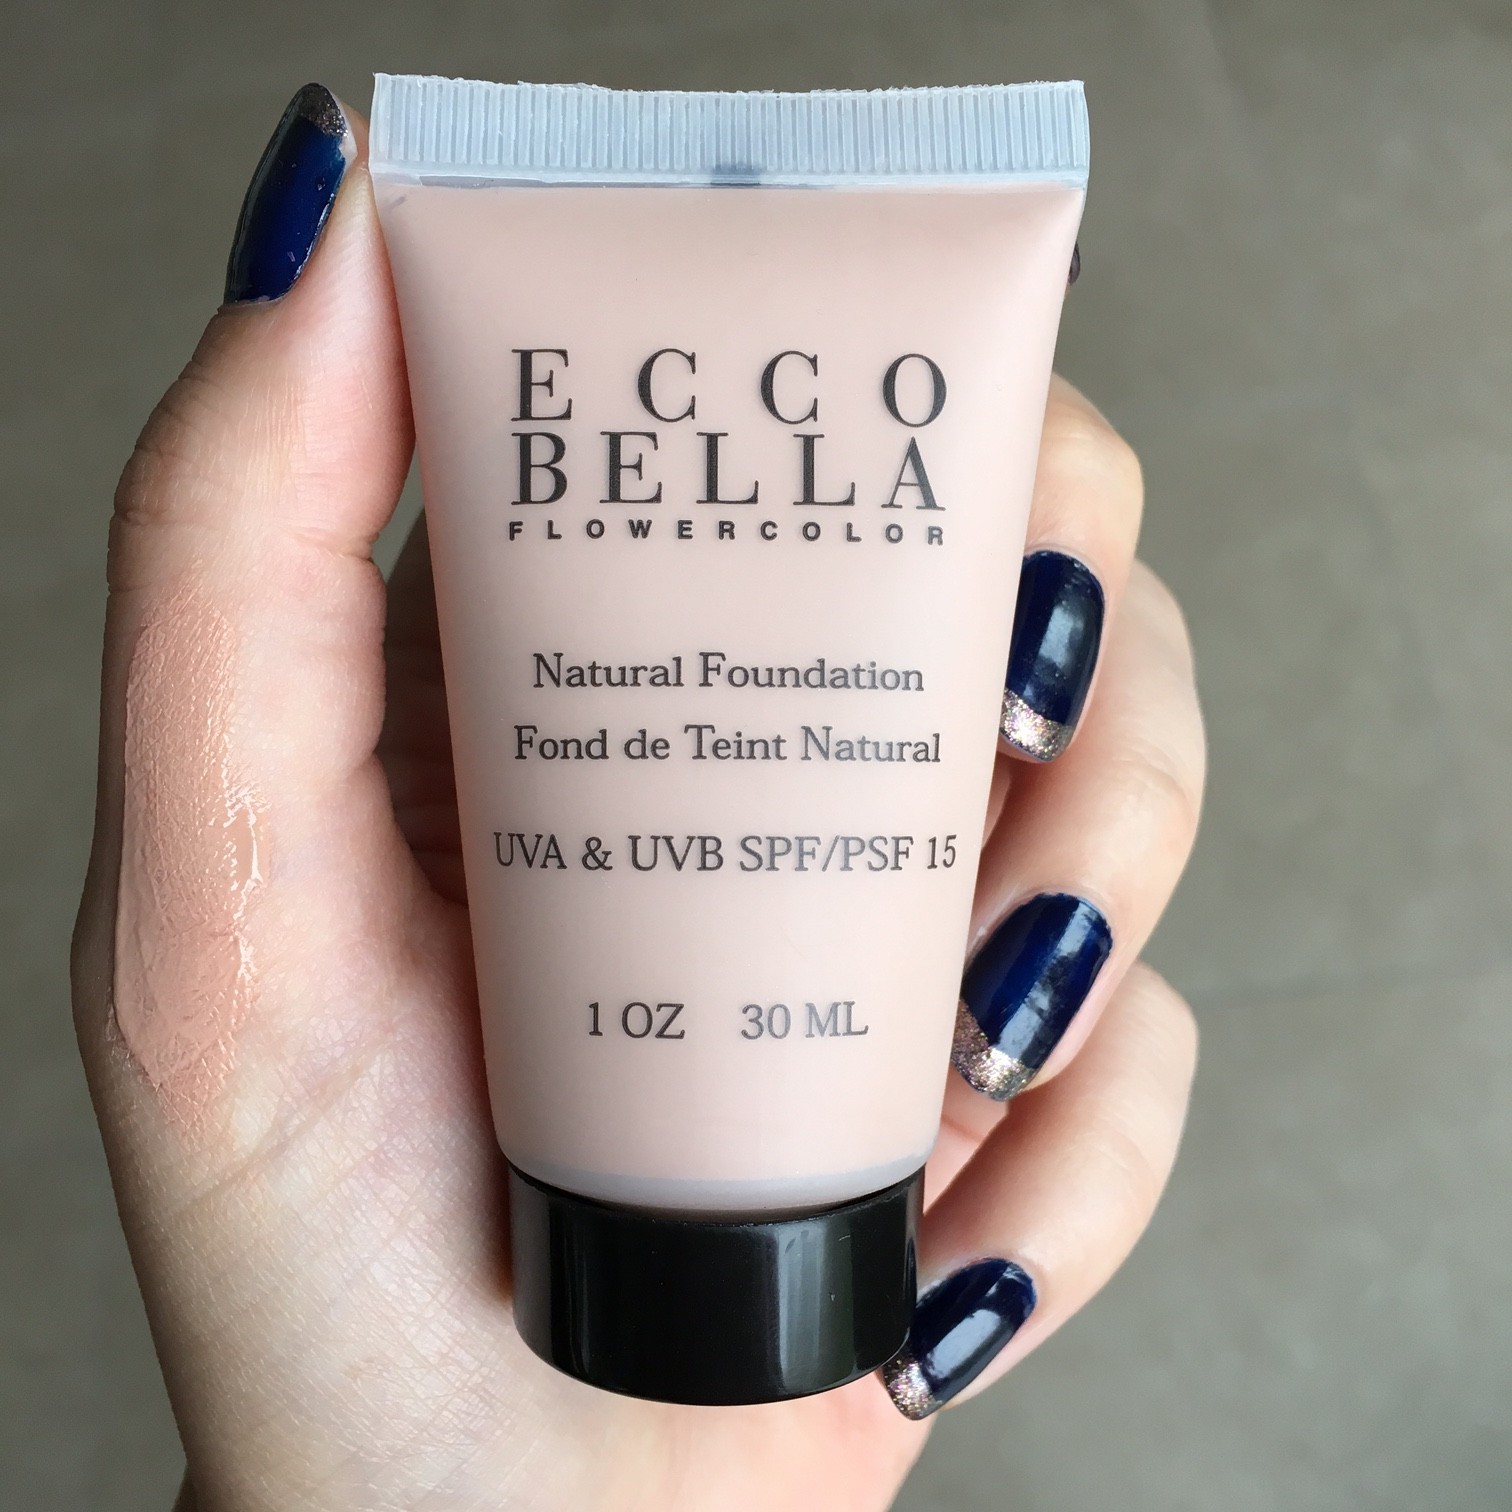 ECCO
BELLA
FLOWERCOLOR
Natural Foundation
Fond de Teint Natural
UVA & UVB SPF/PSF 15
1 OZ 30 ML